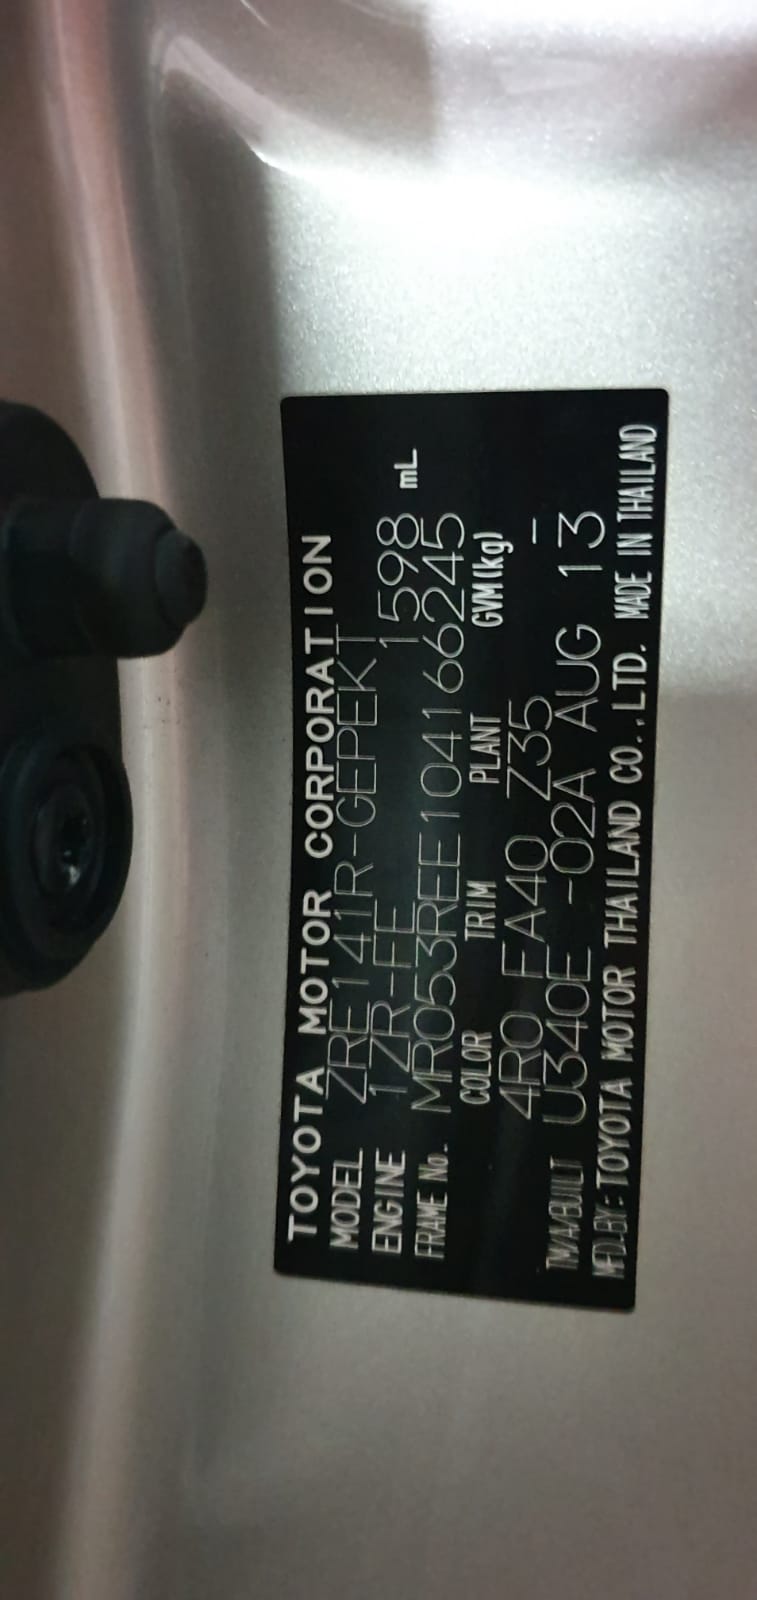 TOYOTA MOTOR CORPORATION
MODEL ZRE141R-GEPEKT
ENGINE 1ZR-FE 1598 mL
FRAME No. MR053REE104166245
COLOR TRIM PLANT GVM(kg)
4R0 FA40 Z35 -
TM/A/BUILT U340E -02A AUG 13
MFD.BY:TOYOTA MOTOR THAILAND CO.,LTD. MADE IN THAILAND